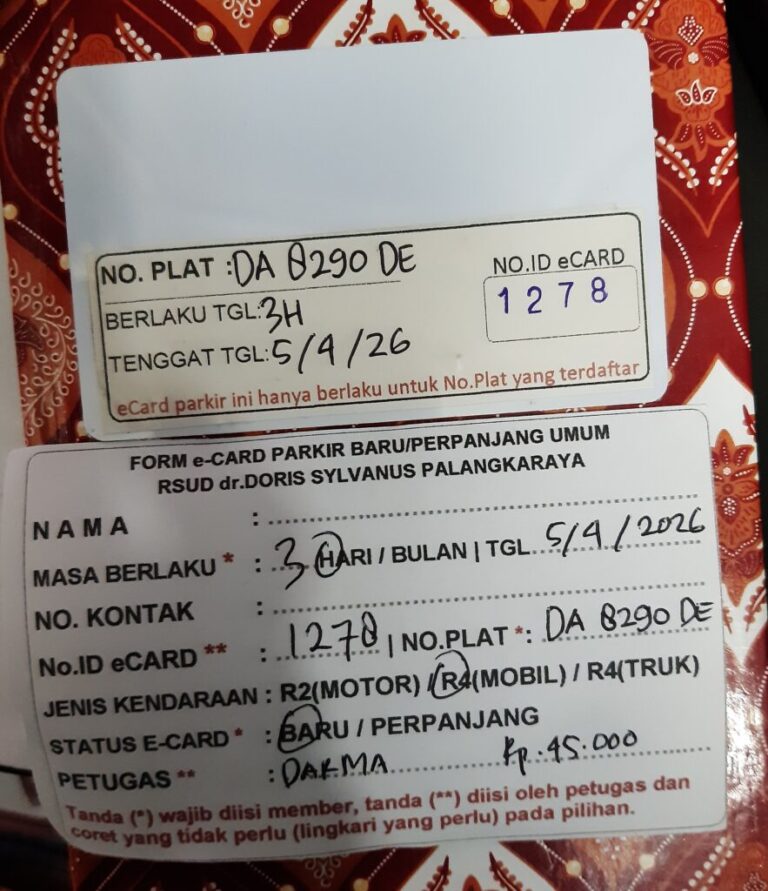 NO. PLAT : DA 8290 DE
NO.ID eCARD
BERLAKU TGL: 3H
1278
TENGGAT TGL: 5/4/26
eCard parkir ini hanya berlaku untuk No.Plat yang terdaftar
FORM e-CARD PARKIR BARU/PERPANJANG UMUM
RSUD dr.DORIS SYLVANUS PALANGKARAYA
NAMA :
MASA BERLAKU * : 3 HARI / BULAN | TGL 5/4/2026
NO. KONTAK :
No.ID eCARD ** : 1278 | NO.PLAT *: DA 8290 DE
JENIS KENDARAAN : R2(MOTOR) / R4(MOBIL) / R4(TRUK)
STATUS E-CARD * : BARU / PERPANJANG
PETUGAS ** : DARMA Rp. 45.000
Tanda (*) wajib diisi member, tanda (**) diisi oleh petugas dan
coret yang tidak perlu (lingkari yang perlu) pada pilihan.